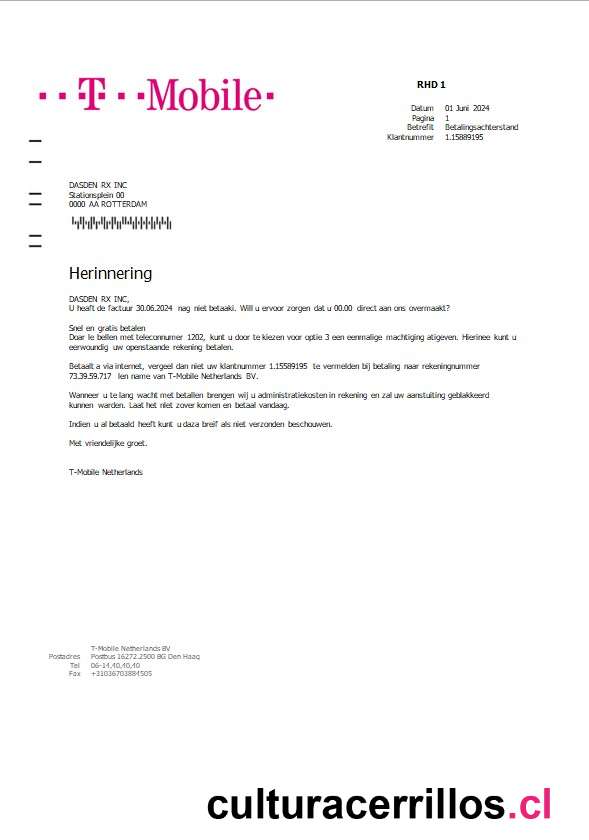 T Mobile
RHD 1
Datum 01 Juni 2024
Pagina 1
Betrefit Betalingsachterstand
Klantnummer 1.15889195
DASDEN RX INC
Stationsplein 00
0000 AA ROTTERDAM
Herinnering
DASDEN RX INC,
U heaft de factuur 30.06.2024 nag niet betaaki. Will u ervoor zorgen dat u 00.00 direct aan ons overmaakt?
Snel en gratis betalen
Doar le bellen met teleconnumer 1202, kunt u door te kiezen voor optie 3 een eenmalige machtiging atigeven. Hierinee kunt u
eerwoundig uw openstaande rekening betalen.
Betaalt a via internet, vergeel dan niet uw klantnummer 1.15589195 te vermelden bij betaling naar rekeningnummer
73.39.59.717 len name van T-Mobile Netherlands BV.
Wanneer u te lang wacht met betallen brengen wij u administratiekosten in rekening en zal uw aanstuiting geblakkeerd
kunnen warden. Laat het niet zover komen en betaal vandaag.
Indien u al betaald heeft kunt u daza breif als niet verzonden beschouwen.
Met vriendelijke groet.
T-Mobile Netherlands
T-Mobile Netherlands BV
Postadres Postbus 16272.2500 BG Den Haag
Tel 06-14,40,40,40
Fax +31036703884505
culturacerrillos.cl